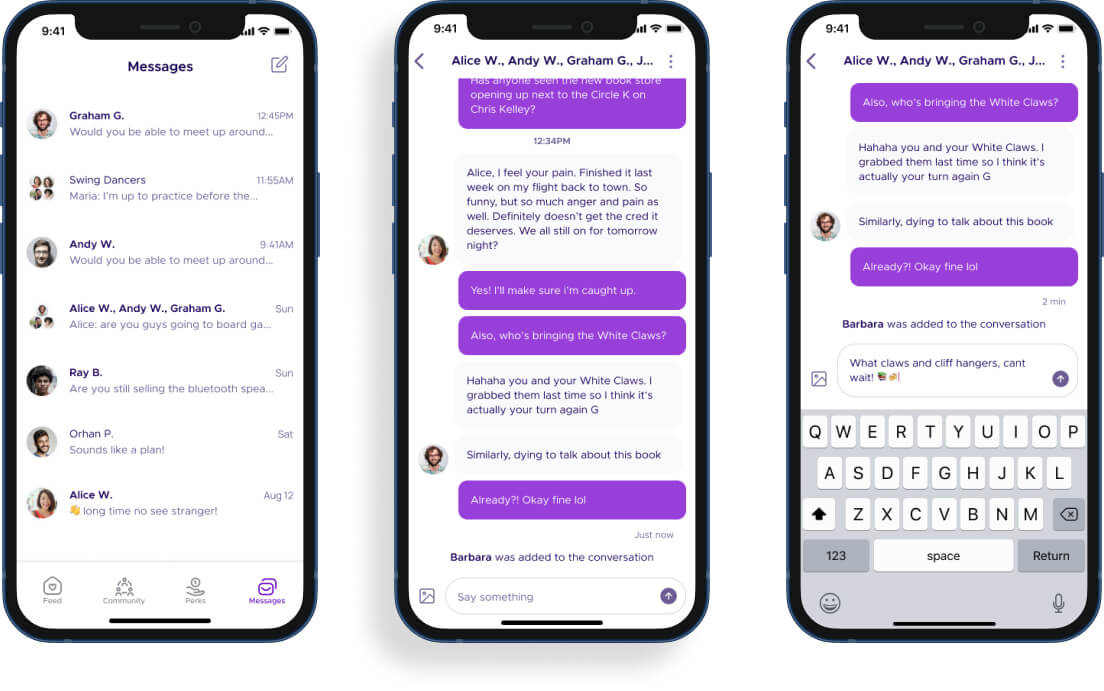 9:41
Messages
Graham G.
12:45PM
Would you be able to meet up around...
Swing Dancers
11:55AM
Maria: I'm up to practice before the...
Andy W.
9:41AM
Would you be able to meet up around...
Alice W., Andy W., Graham G.
Sun
Alice: are you guys going to board ga...
Ray B.
Sun
Are you still selling the bluetooth spea...
Orhan P.
Sat
Sounds like a plan!
Alice W.
Aug 12
👋 long time no see stranger!
Feed
Community
Perks
Messages
9:41
Alice W., Andy W., Graham G., J...
Has anyone seen the new book store
opening up next to the Circle K on
Chris Kelley?
12:34PM
Alice, I feel your pain. Finished it last
week on my flight back to town. So
funny, but so much anger and pain as
well. Definitely doesn't get the cred it
deserves. We all still on for tomorrow
night?
Yes! I'll make sure i'm caught up.
Also, who's bringing the White Claws?
Hahaha you and your White Claws. I
grabbed them last time so I think it's
actually your turn again G
Similarly, dying to talk about this book
Already?! Okay fine lol
Just now
Barbara was added to the conversation
Say something
9:41
Alice W., Andy W., Graham G., J...
Also, who's bringing the White Claws?
Hahaha you and your White Claws. I
grabbed them last time so I think it's
actually your turn again G
Similarly, dying to talk about this book
Already?! Okay fine lol
2 min
Barbara was added to the conversation
What claws and cliff hangers, cant
wait! 📚🍻
Q W E R T Y U I O P
A S D F G H J K L
Z X C V B N M
123
space
Return